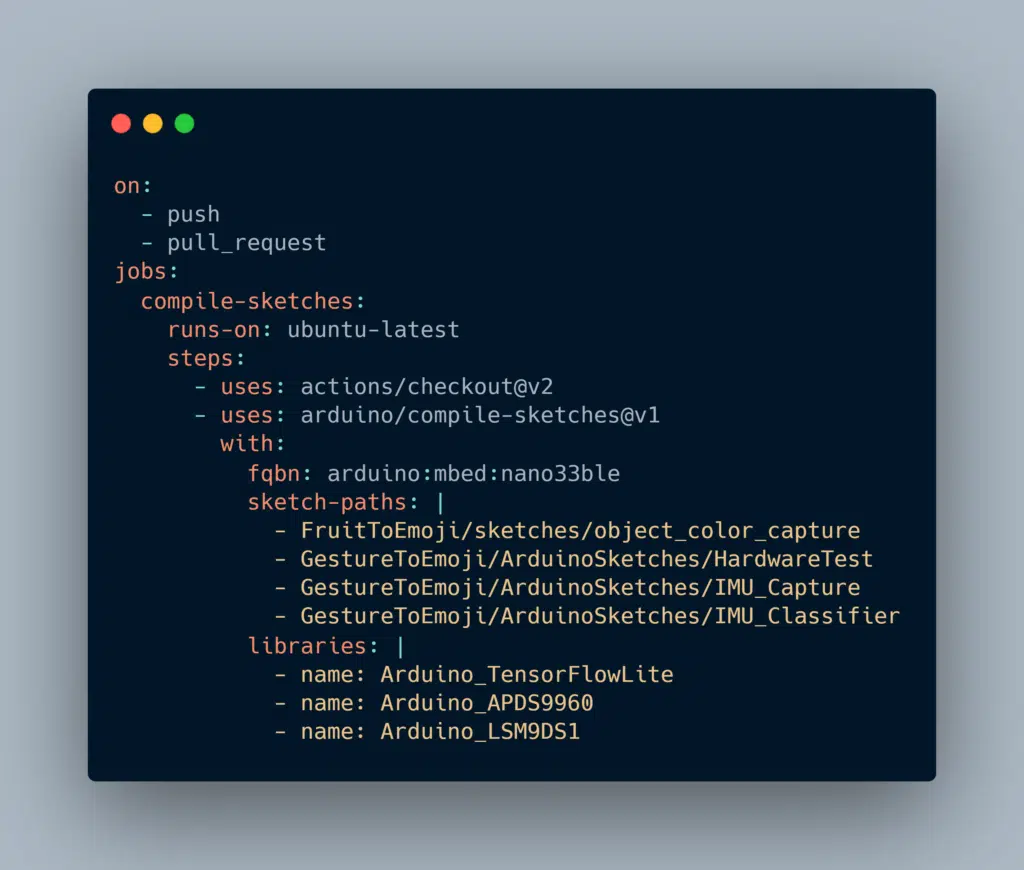 on:
  - push
  - pull_request
jobs:
  compile-sketches:
    runs-on: ubuntu-latest
    steps:
      - uses: actions/checkout@v2
      - uses: arduino/compile-sketches@v1
        with:
          fqbn: arduino:mbed:nano33ble
          sketch-paths: |
            - FruitToEmoji/sketches/object_color_capture
            - GestureToEmoji/ArduinoSketches/HardwareTest
            - GestureToEmoji/ArduinoSketches/IMU_Capture
            - GestureToEmoji/ArduinoSketches/IMU_Classifier
          libraries: |
            - name: Arduino_TensorFlowLite
            - name: Arduino_APDS9960
            - name: Arduino_LSM9DS1